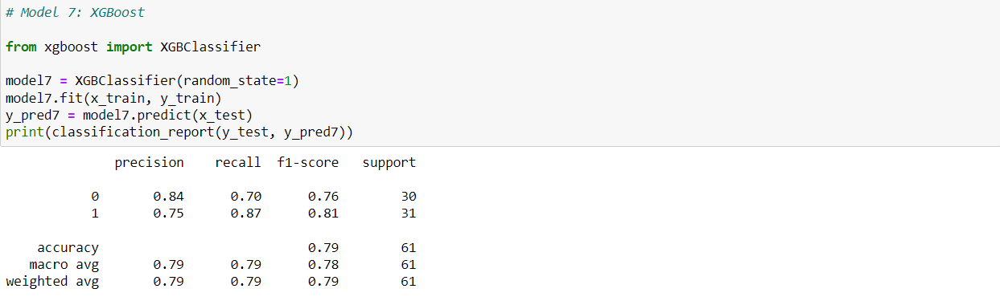 # Model 7: XGBoost
from xgboost import XGBClassifier
model7 = XGBClassifier(random_state=1)
model7.fit(x_train, y_train)
y_pred7 = model7.predict(x_test)
print(classification_report(y_test, y_pred7))
precision recall f1-score support
0 0.84 0.70 0.76 30
1 0.75 0.87 0.81 31
accuracy 0.79 61
macro avg 0.79 0.79 0.78 61
weighted avg 0.79 0.79 0.79 61